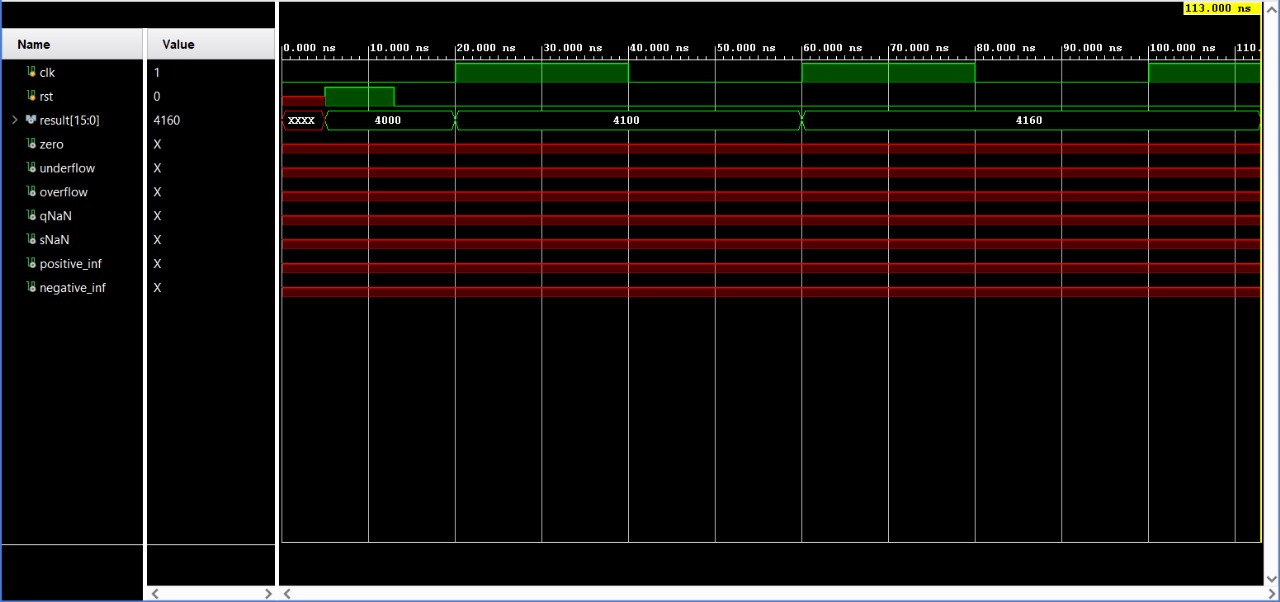 113.000 ns
Name Value 0.000 ns 10.000 ns 20.000 ns 30.000 ns 40.000 ns 50.000 ns 60.000 ns 70.000 ns 80.000 ns 90.000 ns 100.000 ns 110.
clk 1
rst 0
result[15:0] 4160 XXXX 4000 4100 4160
zero X
underflow X
overflow X
qNaN X
sNaN X
positive_inf X
negative_inf X